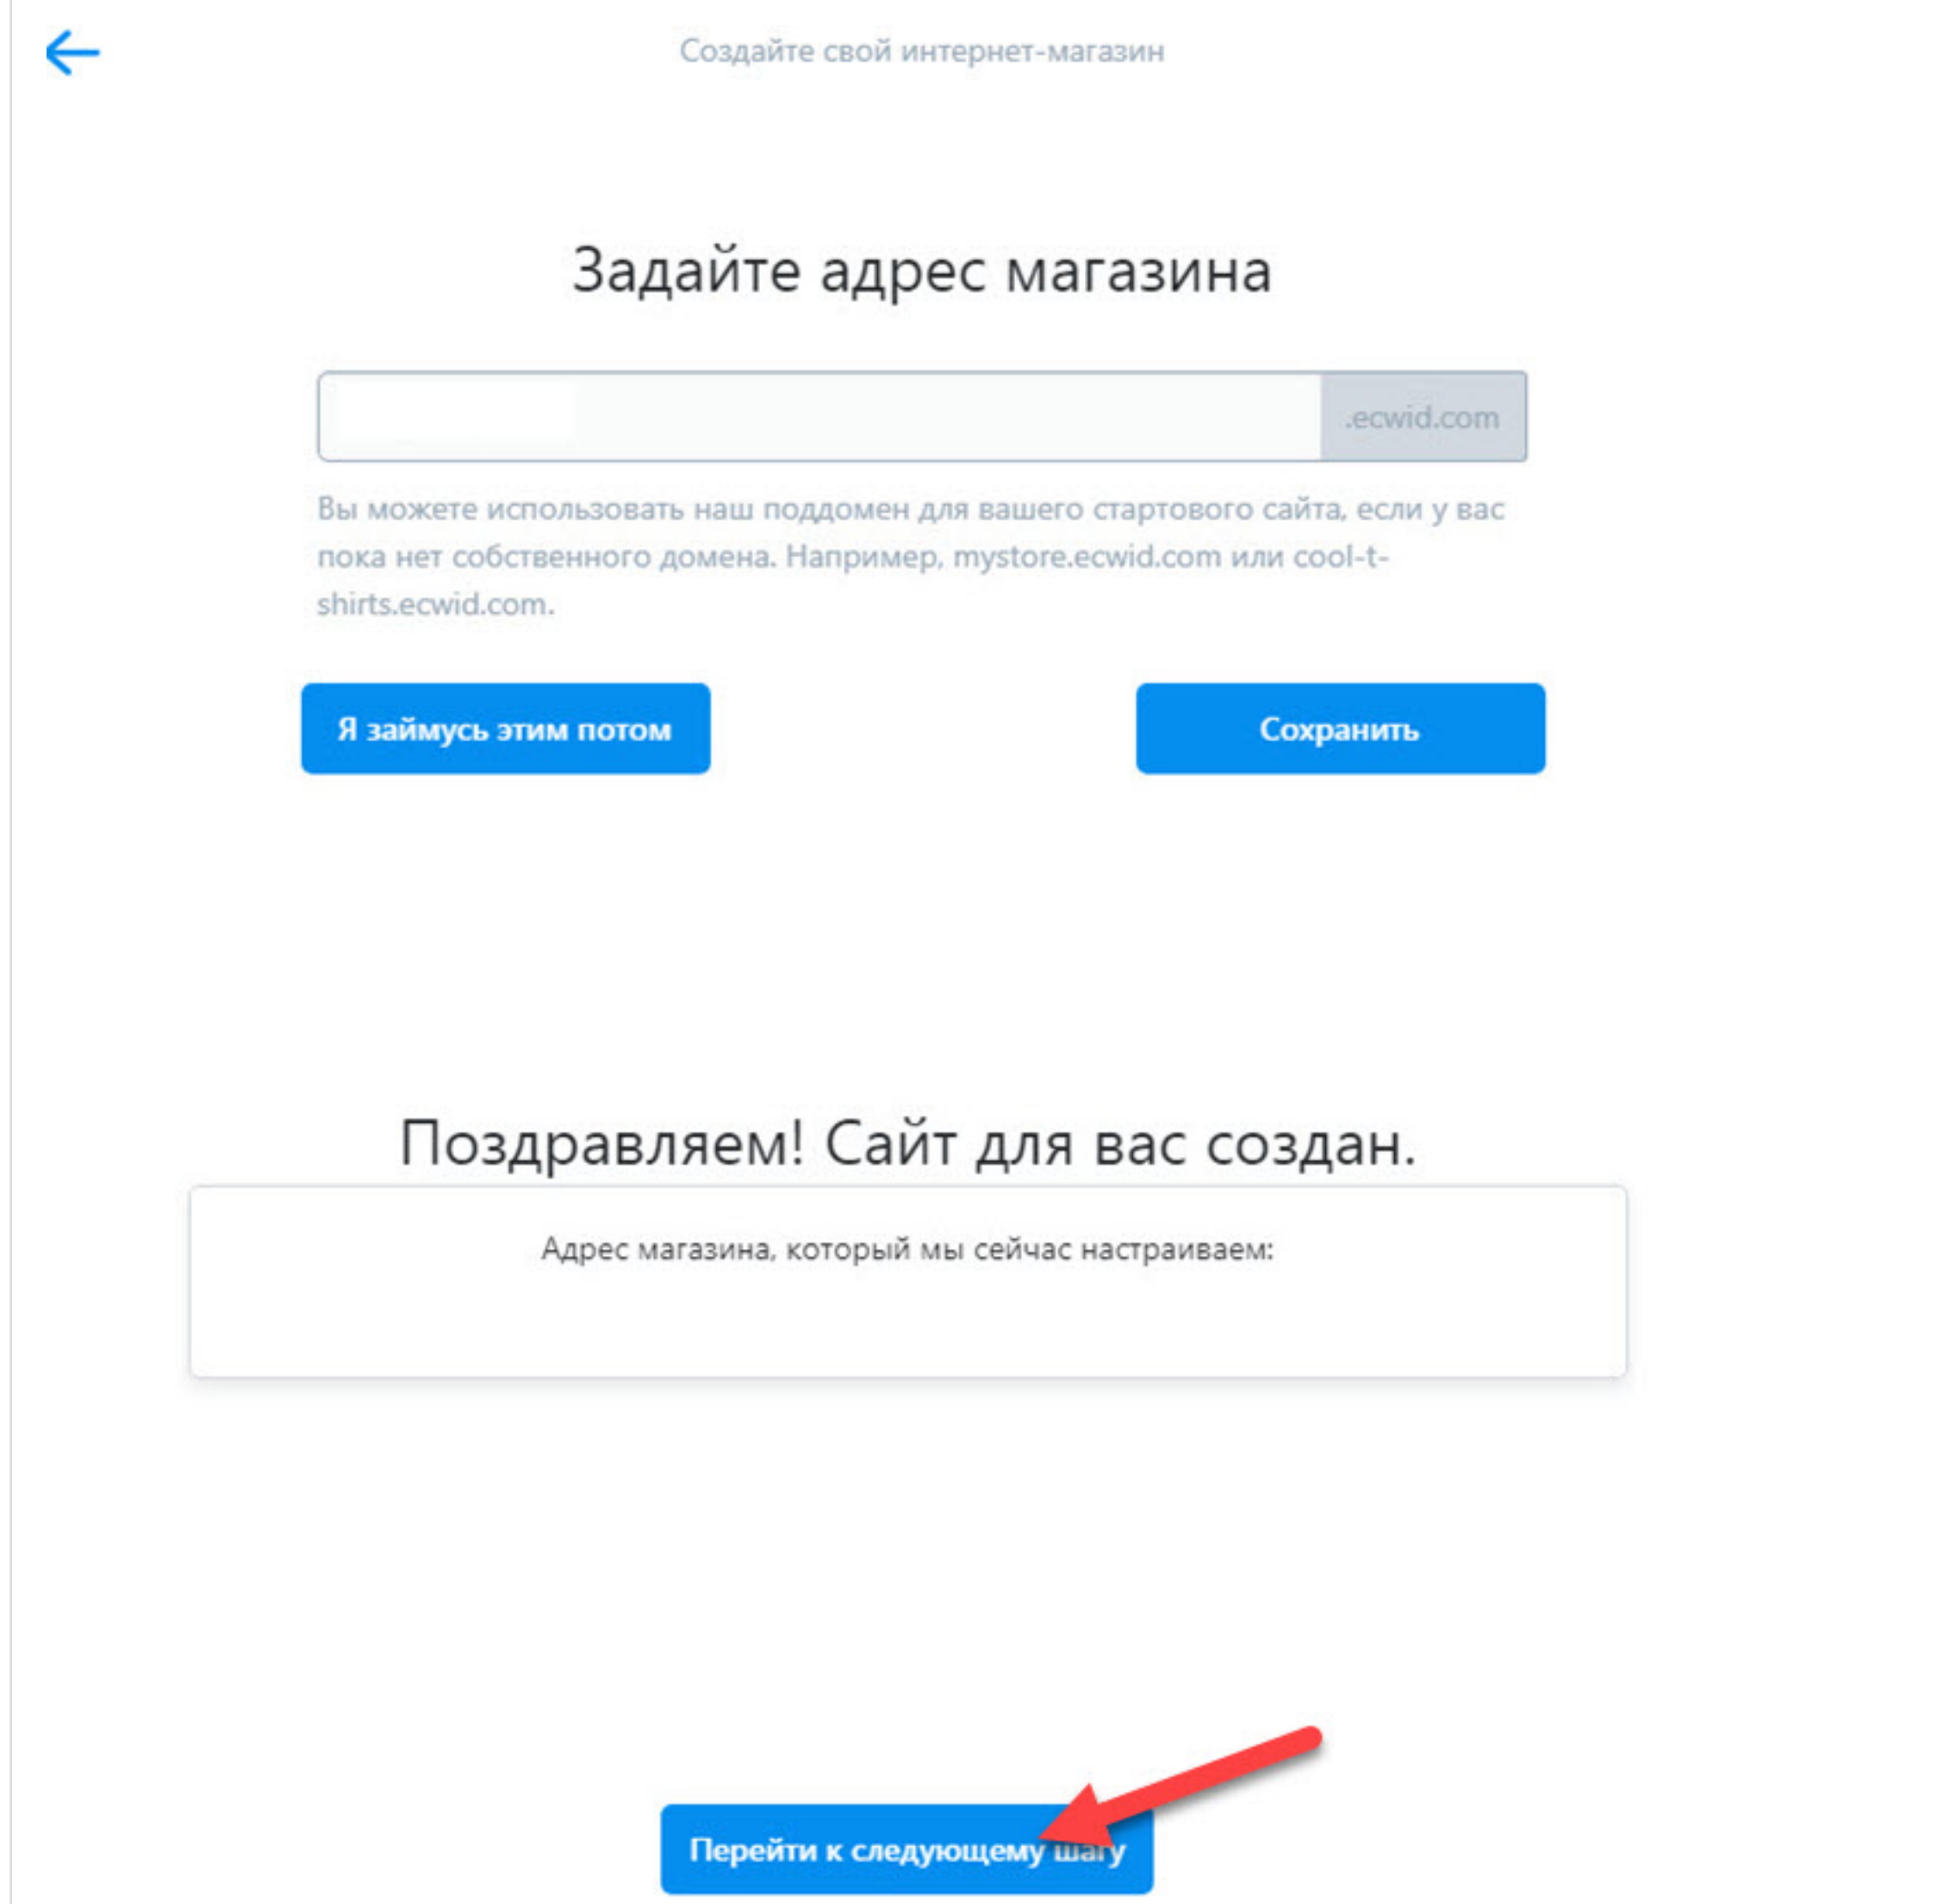 Создайте свой интернет-магазин
Задайте адрес магазина
.ecwid.com
Вы можете использовать наш поддомен для вашего стартового сайта, если у вас
пока нет собственного домена. Например, mystore.ecwid.com или cool-t-
shirts.ecwid.com.
Я займусь этим потом
Сохранить
Поздравляем! Сайт для вас создан.
Адрес магазина, который мы сейчас настраиваем:
Перейти к следующему шагу